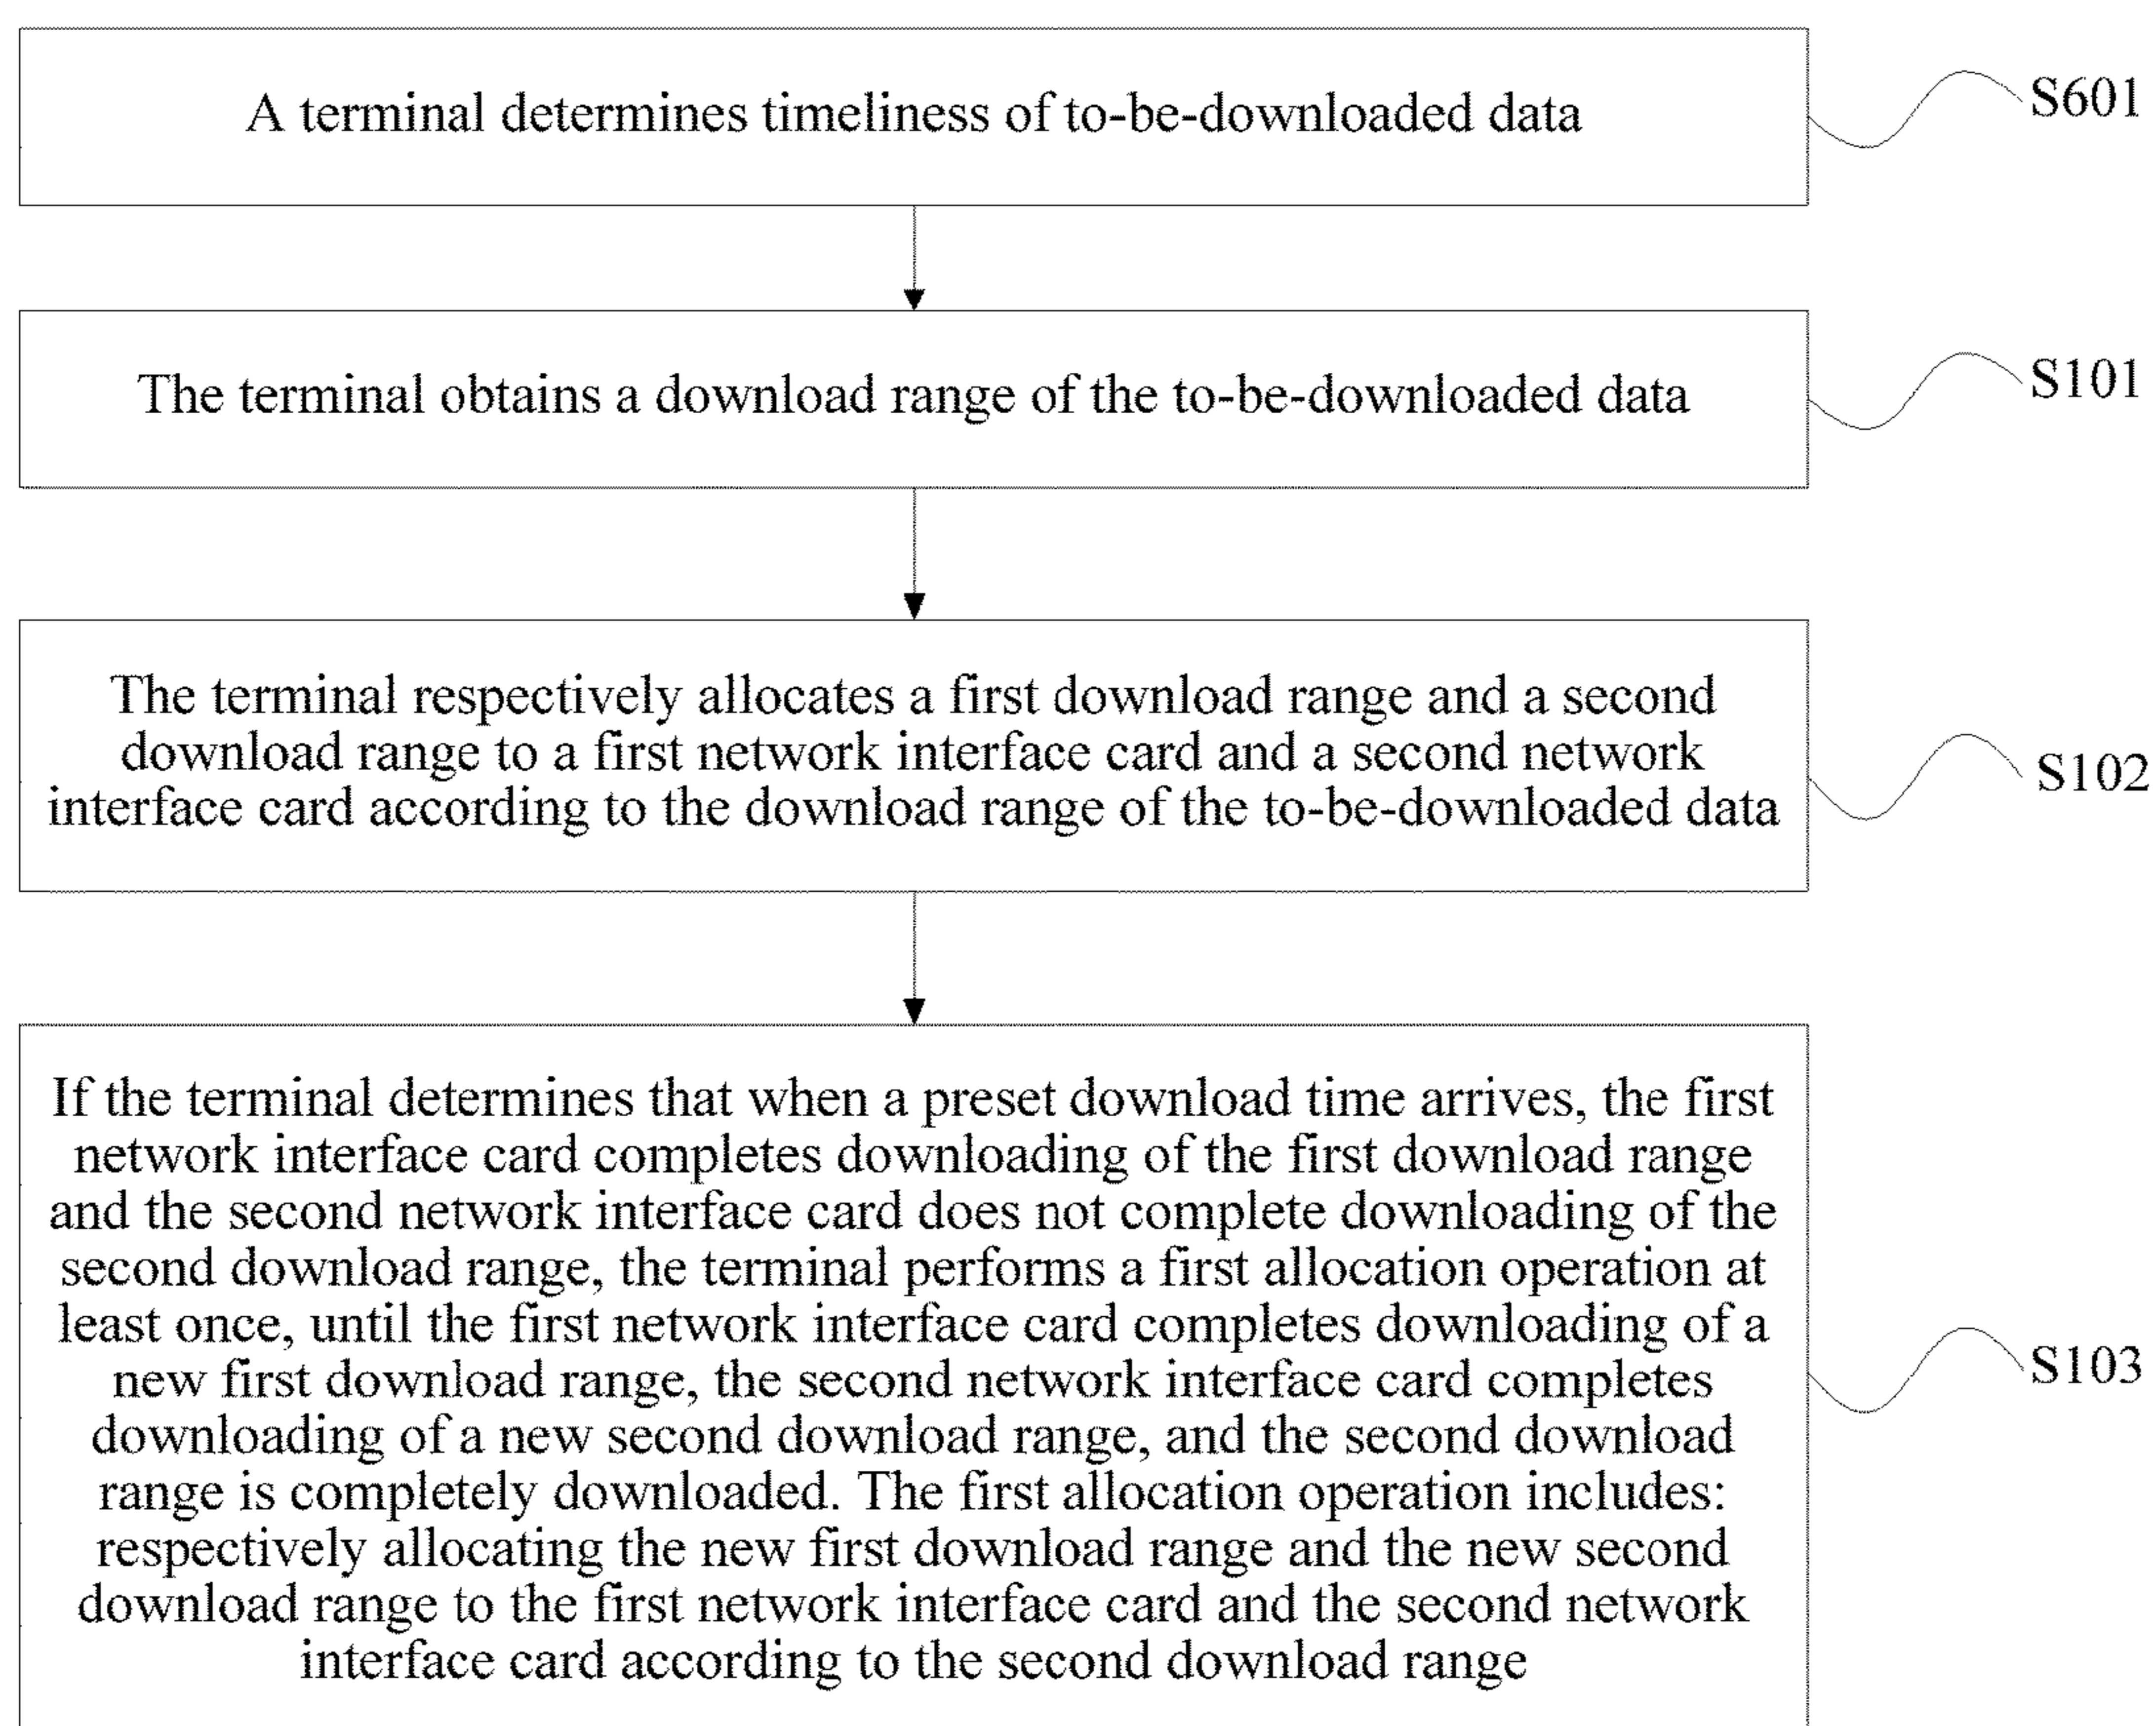 A terminal determines timeliness of to-be-downloaded data
S601
The terminal obtains a download range of the to-be-downloaded data
S101
The terminal respectively allocates a first download range and a second
download range to a first network interface card and a second network
interface card according to the download range of the to-be-downloaded data
S102
If the terminal determines that when a preset download time arrives, the first
network interface card completes downloading of the first download range
and the second network interface card does not complete downloading of the
second download range, the terminal performs a first allocation operation at
least once, until the first network interface card completes downloading of a
new first download range, the second network interface card completes
downloading of a new second download range, and the second download
range is completely downloaded. The first allocation operation includes:
respectively allocating the new first download range and the new second
download range to the first network interface card and the second network
interface card according to the second download range
S103